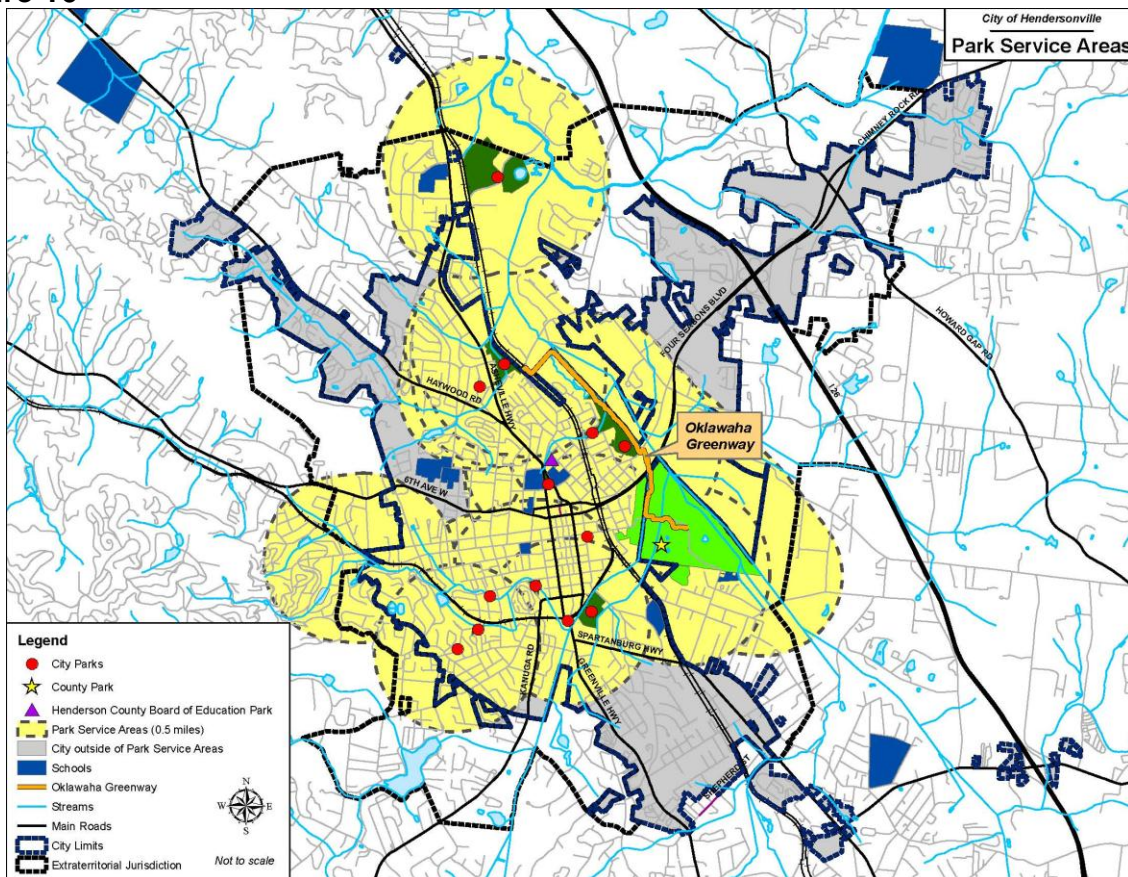 City of Hendersonville
Park Service Areas
CHIMNEY ROCK RD
FOUR SEASONS BLVD
HOWARD GAP RD
I 26
ASHEVILLE HWY
HAYWOOD RD
Oklawaha
Greenway
6TH AVE W
SPARTANBURG HWY
KANUGA RD
GREENVILLE HWY
SHEPHERD ST
Legend
City Parks
County Park
Henderson County Board of Education Park
Park Service Areas (0.5 miles)
City outside of Park Service Areas
Schools
Oklawaha Greenway
Streams
Main Roads
City Limits
Extraterritorial Jurisdiction
N
W E
S
Not to scale